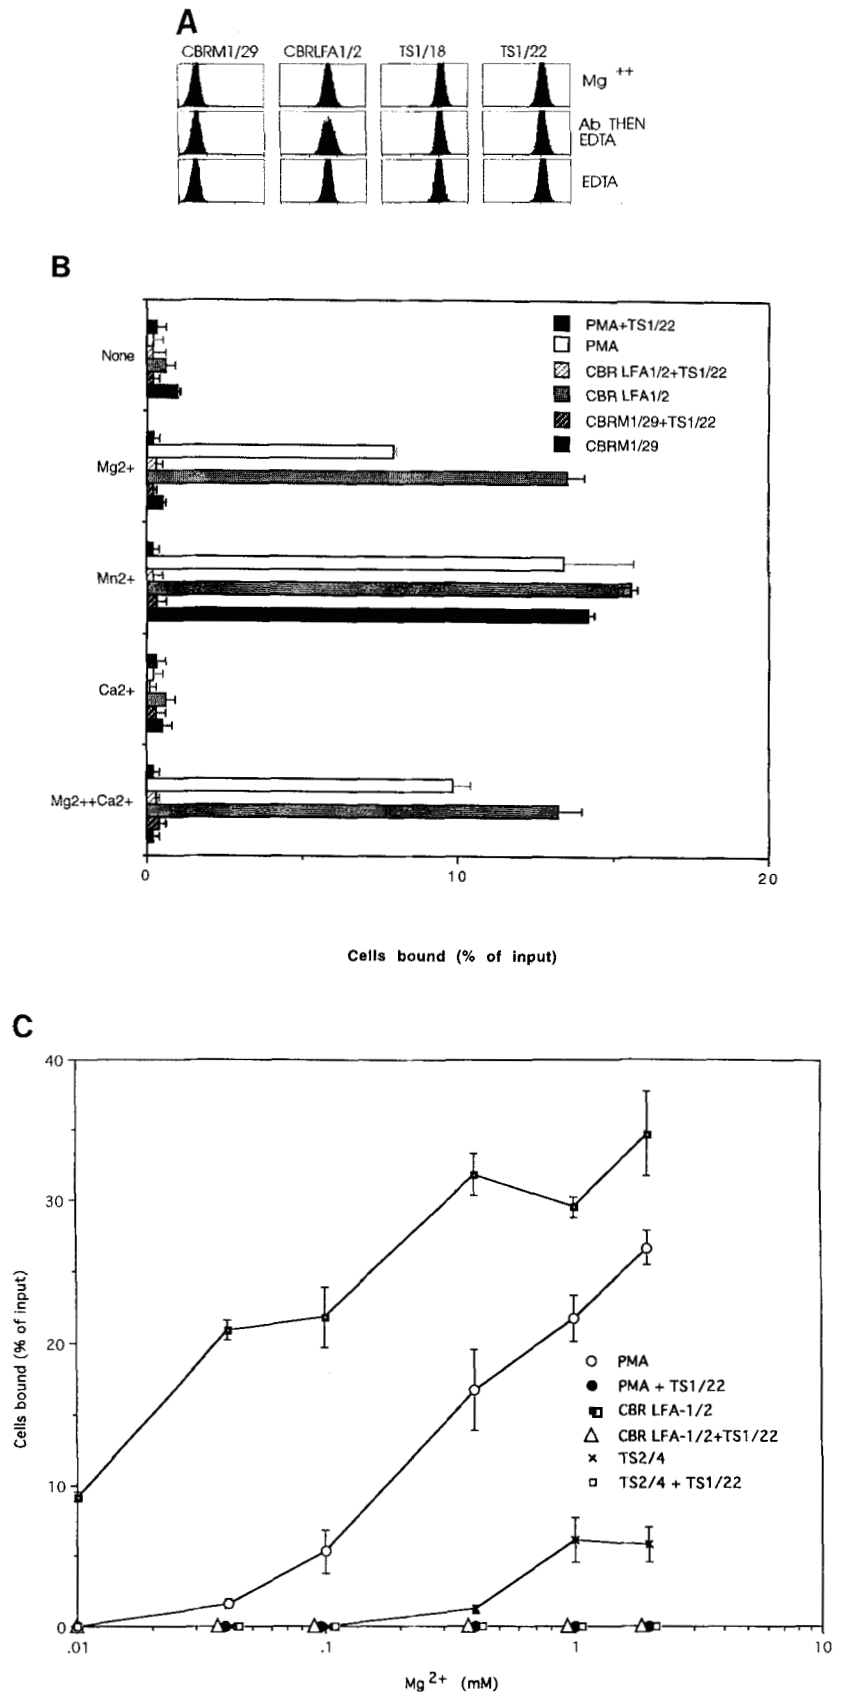 A
CBRM1/29 CBRLFA1/2 TS1/18 TS1/22
Mg ++
Ab THEN
EDTA
EDTA
B
None
Mg2+
Mn2+
Ca2+
Mg2++Ca2+
PMA+TS1/22
PMA
CBR LFA1/2+TS1/22
CBR LFA1/2
CBRM1/29+TS1/22
CBRM1/29
0 10 20
Cells bound (% of input)
C
40
30
20
10
0
Cells bound (% of input)
PMA
PMA + TS1/22
CBR LFA-1/2
CBR LFA-1/2+TS1/22
TS2/4
TS2/4 + TS1/22
.01 .1 1 10
Mg 2+ (mM)